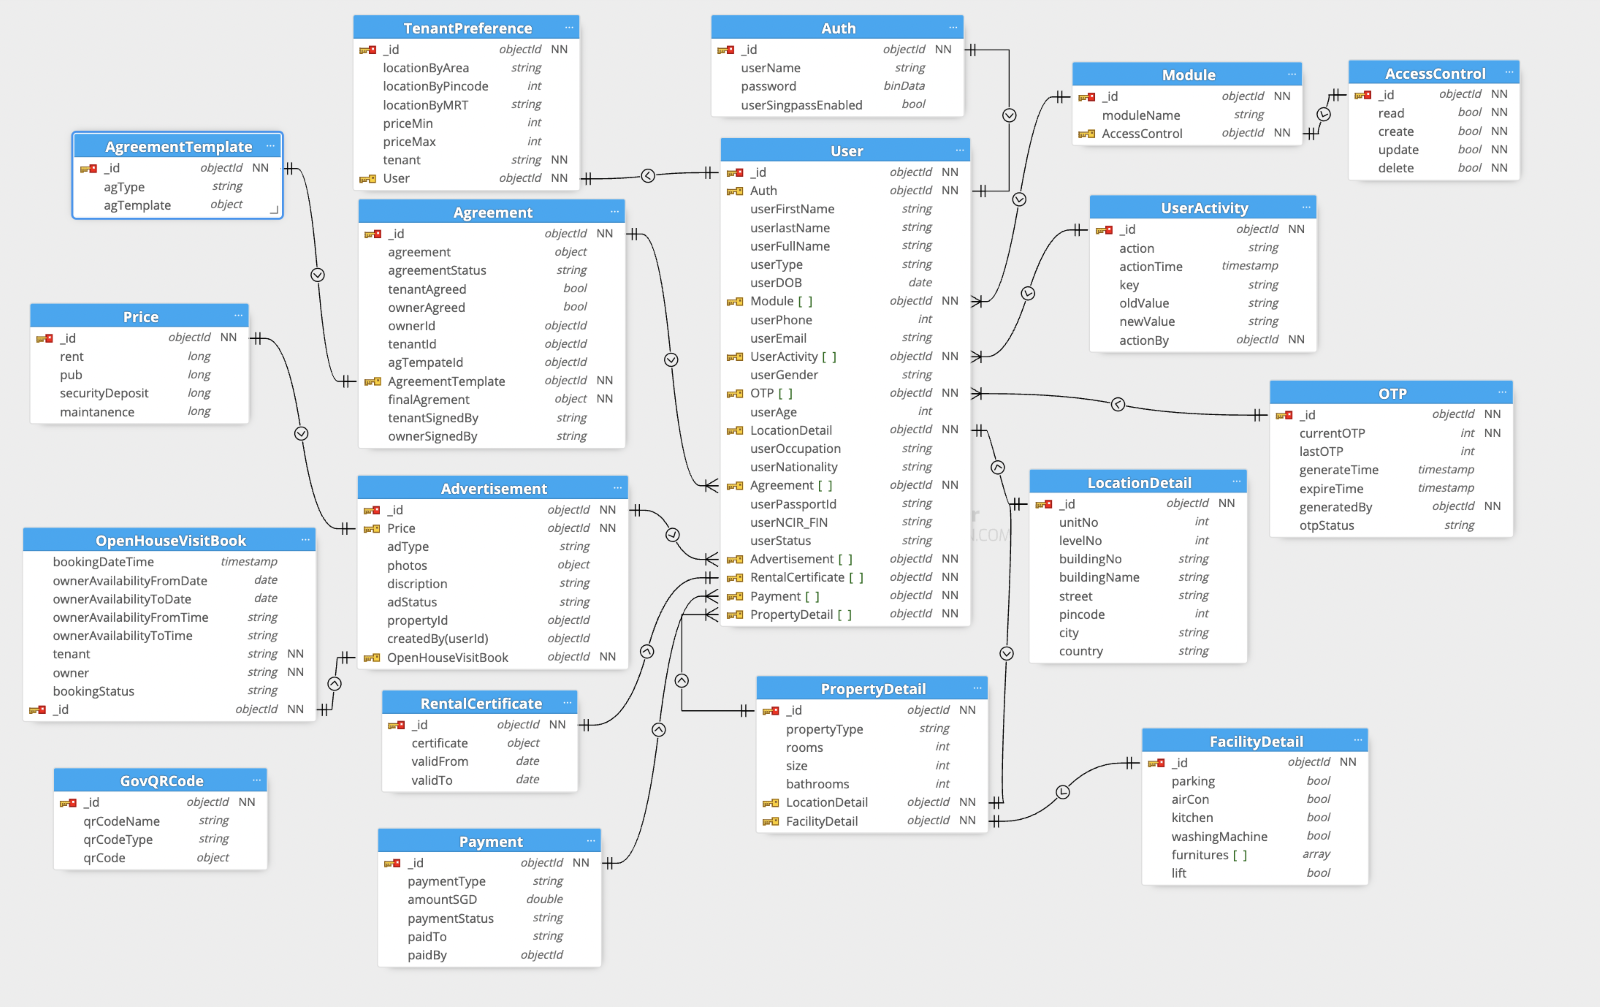 TenantPreference ...
_id objectId NN
locationByArea string
locationByPincode int
locationByMRT string
priceMin int
priceMax int
tenant string NN
User objectId NN
Auth ...
_id objectId NN
userName string
password binData
userSingpassEnabled bool
Module ...
_id objectId NN
moduleName string
AccessControl objectId NN
AccessControl ...
_id objectId NN
read bool NN
create bool NN
update bool NN
delete bool NN
AgreementTemplate ...
_id objectId NN
agType string
agTemplate object
User ...
_id objectId NN
Auth objectId NN
userFirstName string
userlastName string
userFullName string
userType string
userDOB date
Module [ ] objectId NN
userPhone int
userEmail string
UserActivity [ ] objectId NN
userGender string
OTP [ ] objectId NN
userAge int
LocationDetail objectId NN
userOccupation string
userNationality string
Agreement [ ] objectId NN
userPassportId string
userNCIR_FIN string
userStatus string
Advertisement [ ] objectId NN
RentalCertificate [ ] objectId NN
Payment [ ] objectId NN
PropertyDetail [ ] objectId NN
Agreement ...
_id objectId NN
agreement object
agreementStatus string
tenantAgreed bool
ownerAgreed bool
ownerId objectId
tenantId objectId
agTempateId objectId
AgreementTemplate objectId NN
finalAgrement object NN
tenantSignedBy string
ownerSignedBy string
UserActivity ...
_id objectId NN
action string
actionTime timestamp
key string
oldValue string
newValue string
actionBy objectId NN
Price ...
_id objectId NN
rent long
pub long
securityDeposit long
maintanence long
OTP ...
_id objectId NN
currentOTP int NN
lastOTP int
generateTime timestamp
expireTime timestamp
generatedBy objectId NN
otpStatus string
LocationDetail ...
_id objectId NN
unitNo int
levelNo int
buildingNo string
buildingName string
street string
pincode int
city string
country string
Advertisement ...
_id objectId NN
Price objectId NN
adType string
photos object
discription string
adStatus string
propertyId objectId
createdBy(userId) objectId
OpenHouseVisitBook objectId NN
OpenHouseVisitBook ...
bookingDateTime timestamp
ownerAvailabilityFromDate date
ownerAvailabilityToDate date
ownerAvailabilityFromTime string
ownerAvailabilityToTime string
tenant string NN
owner string NN
bookingStatus string
_id objectId NN
RentalCertificate ...
_id objectId NN
certificate object
validFrom date
validTo date
PropertyDetail ...
_id objectId NN
propertyType string
rooms int
size int
bathrooms int
LocationDetail objectId NN
FacilityDetail objectId NN
FacilityDetail ...
_id objectId NN
parking bool
airCon bool
kitchen bool
washingMachine bool
furnitures [ ] array
lift bool
GovQRCode ...
_id objectId NN
qrCodeName string
qrCodeType string
qrCode object
Payment ...
_id objectId NN
paymentType string
amountSGD double
paymentStatus string
paidTo string
paidBy objectId